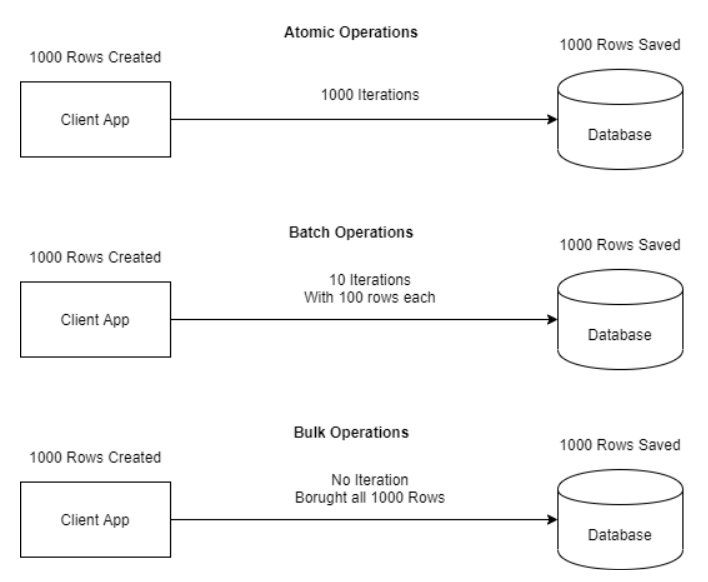 Atomic Operations
1000 Rows Created
1000 Rows Saved
1000 Iterations
Client App
Database
Batch Operations
1000 Rows Created
1000 Rows Saved
10 Iterations
With 100 rows each
Client App
Database
Bulk Operations
1000 Rows Created
1000 Rows Saved
No Iteration
Borught all 1000 Rows
Client App
Database